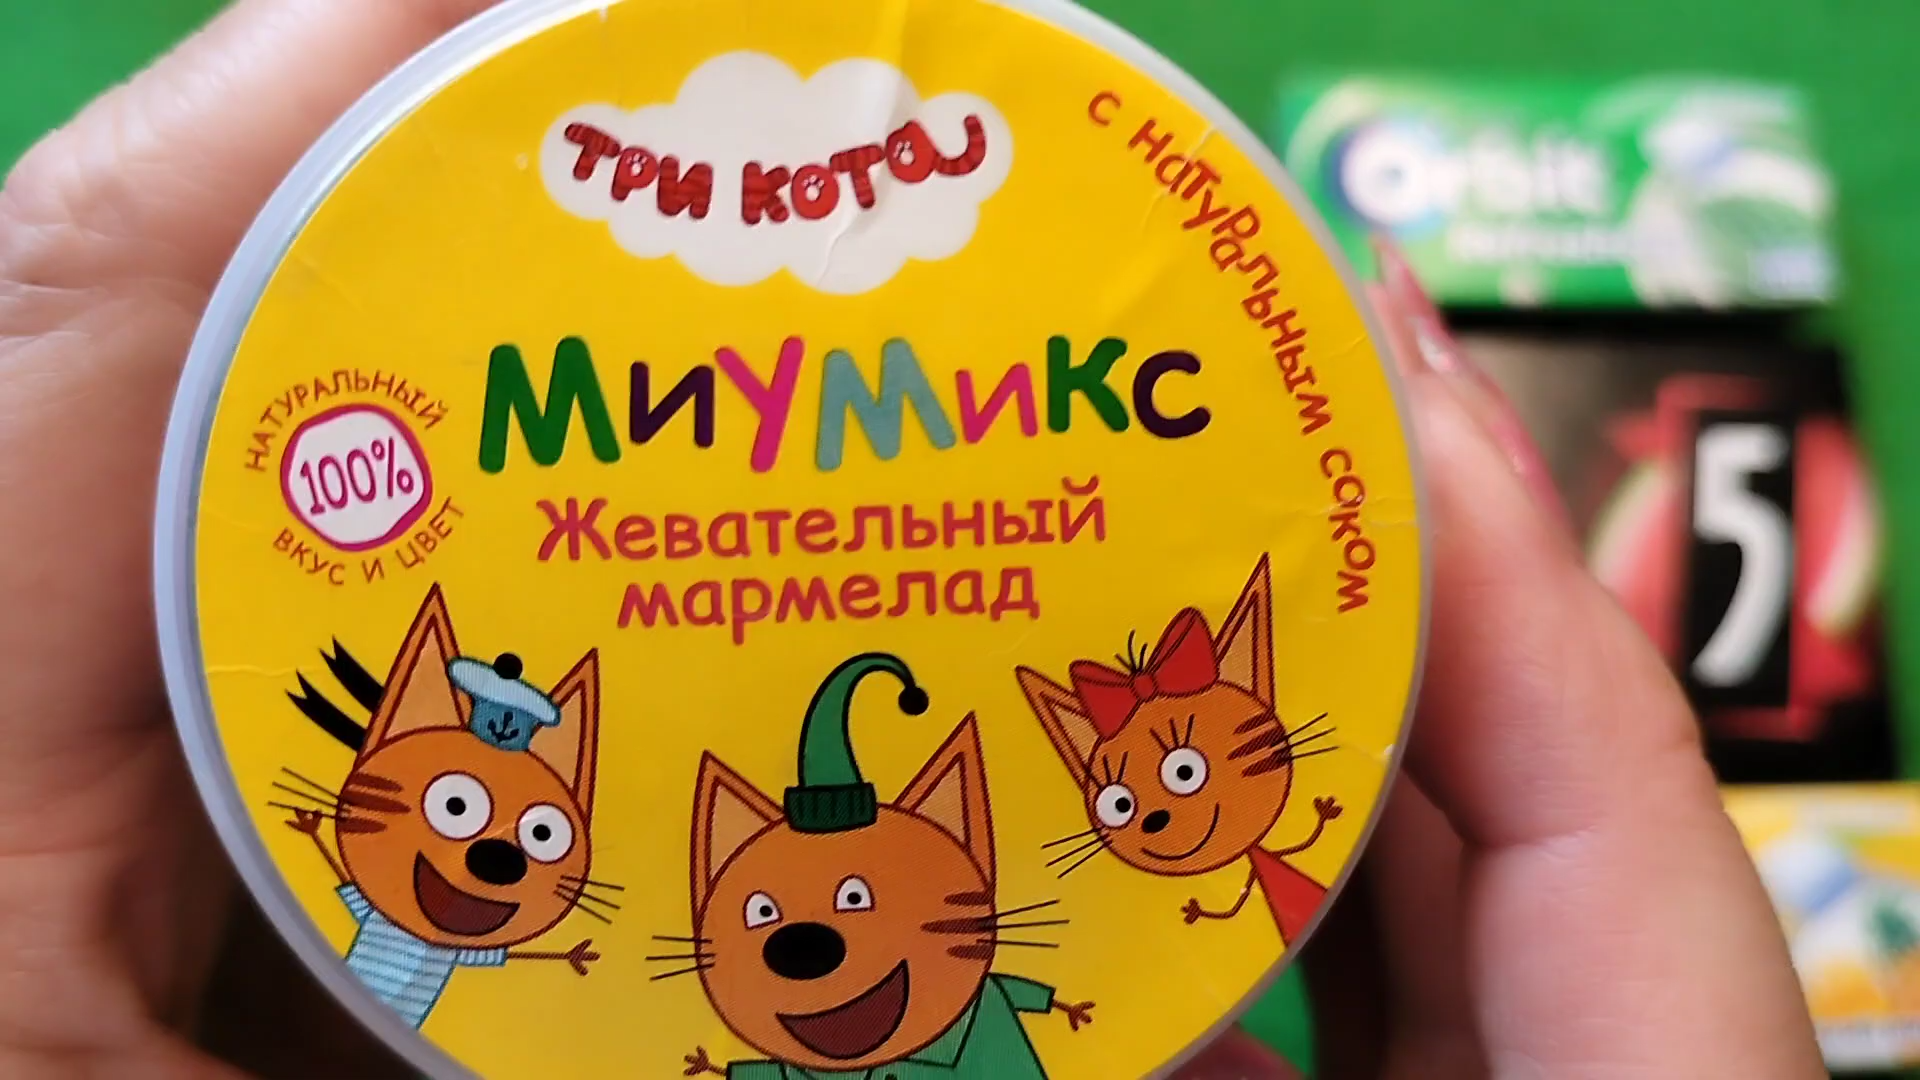 ТРИ КОТА
С НАТУРАЛЬНЫМ СОКОМ
МИУМИКС
НАТУРАЛЬНЫЙ
100%
ВКУС И ЦВЕТ
Жевательный
мармелад
Orbit
5